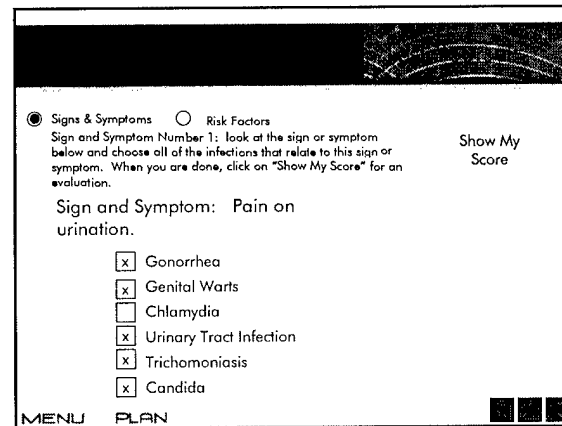 Signs & Symptoms Risk Factors
Sign and Symptom Number 1: look at the sign or symptom
below and choose all of the infections that relate to this sign or
symptom. When you are done, click on "Show My Score" for an
evaluation.
Show My
Score
Sign and Symptom: Pain on
urination.
x Gonorrhea
x Genital Warts
Chlamydia
x Urinary Tract Infection
x Trichomoniasis
x Candida
MENU PLAN